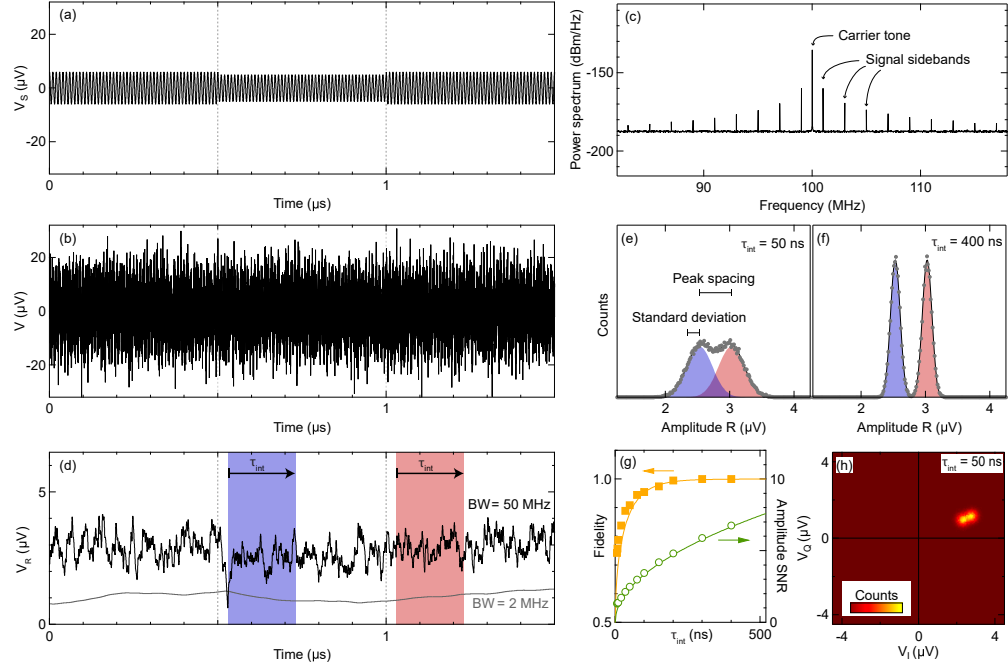 (a)
20
0
-20
V_S (µV)
0
1
Time (µs)
(b)
20
0
-20
V (µV)
0
1
Time (µs)
(c)
Carrier tone
Signal sidebands
-150
-200
Power spectrum (dBm/Hz)
90
100
110
Frequency (MHz)
(d)
τ_int
τ_int
BW = 50 MHz
BW = 2 MHz
5
0
V_R (µV)
0
1
Time (µs)
(e)
τ_int = 50 ns
Peak spacing
Standard deviation
Counts
2
3
4
Amplitude R (µV)
(f)
τ_int = 400 ns
2
3
4
Amplitude R (µV)
(g)
1.0
0.5
Fidelity
10
0
Amplitude SNR
0
500
τ_int (ns)
(h)
τ_int = 50 ns
4
0
-4
V_Q (µV)
Counts
-4
0
4
V_I (µV)